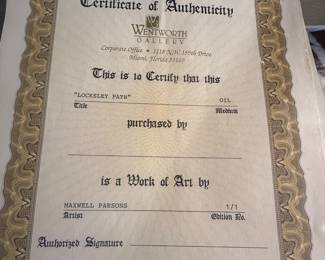 Certificate of Authenticity
WENTWORTH
GALLERY
Corporate Office • 1118 N.W. 159th Drive
Miami, Florida 33169
This is to Certify that this
"LOCKSLEY PATH" OIL
Title Medium
purchased by
is a Work of Art by
MAXWELL PARSONS 1/1
Artist Edition No.
Authorized Signature